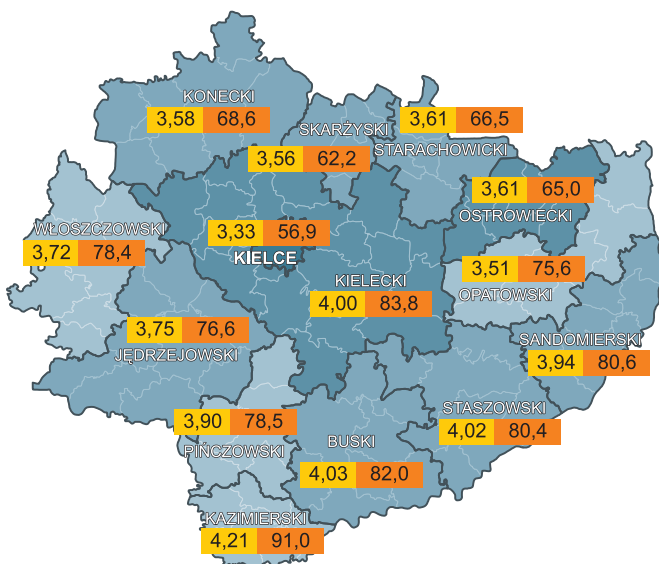 KONECKI
3,58 68,6
SKARŻYSKI
3,56 62,2
3,61 66,5
STARACHOWICKI
3,61 65,0
OSTROWIECKI
WŁOSZCZOWSKI
3,72 78,4
3,33 56,9
KIELCE
KIELECKI
4,00 83,8
3,51 75,6
OPATOWSKI
3,75 76,6
JĘDRZEJOWSKI
SANDOMIERSKI
3,94 80,6
3,90 78,5
PIŃCZOWSKI
BUSKI
4,03 82,0
STASZOWSKI
4,02 80,4
KAZIMIERSKI
4,21 91,0